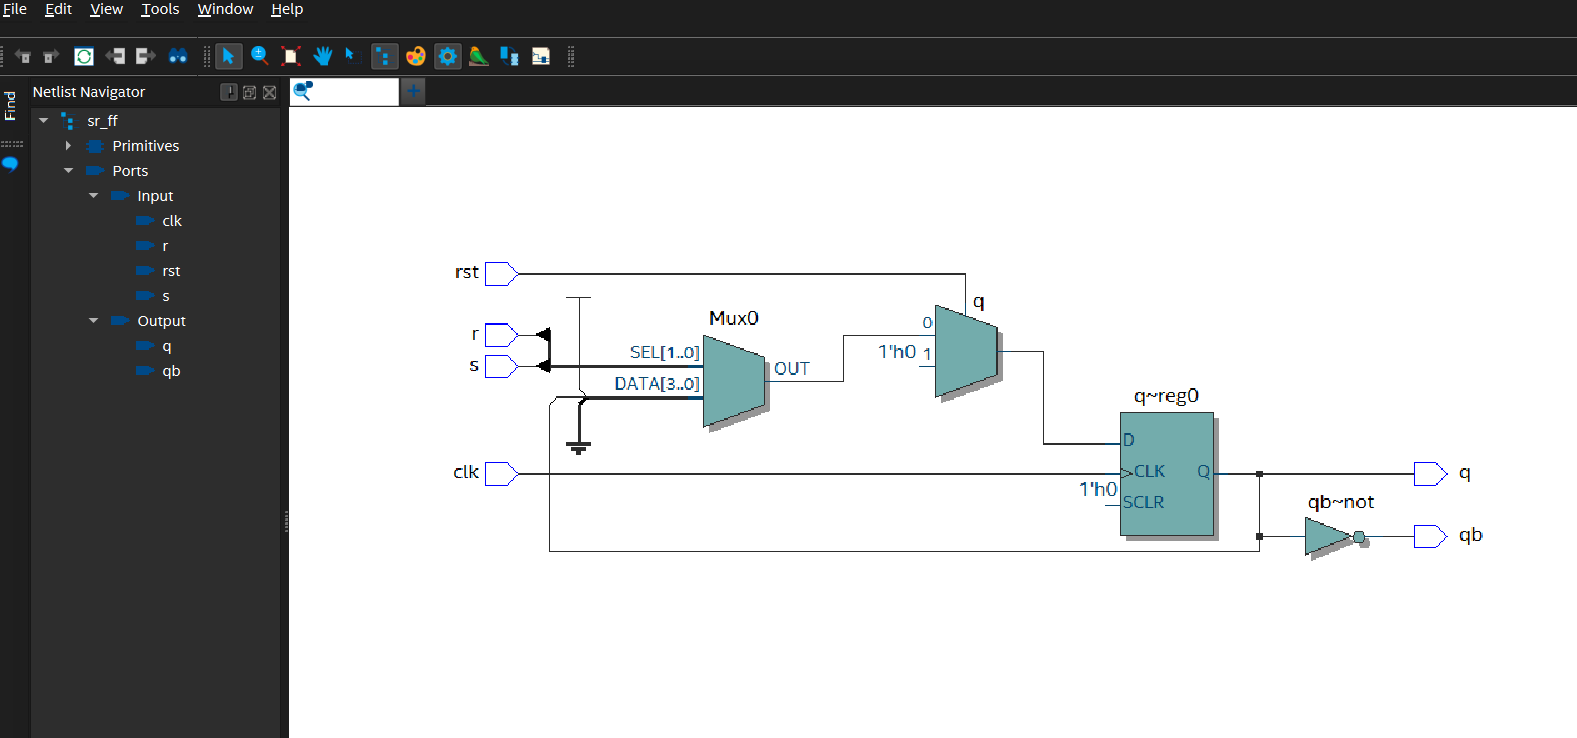 File Edit View Tools Window Help
Find
Netlist Navigator
sr_ff
Primitives
Ports
Input
clk
r
rst
s
Output
q
qb
rst
q
Mux0
0
r
1'h0 1
SEL[1..0]
s
OUT
DATA[3..0]
q~reg0
D
clk
CLK Q
q
1'h0
SCLR
qb~not
qb